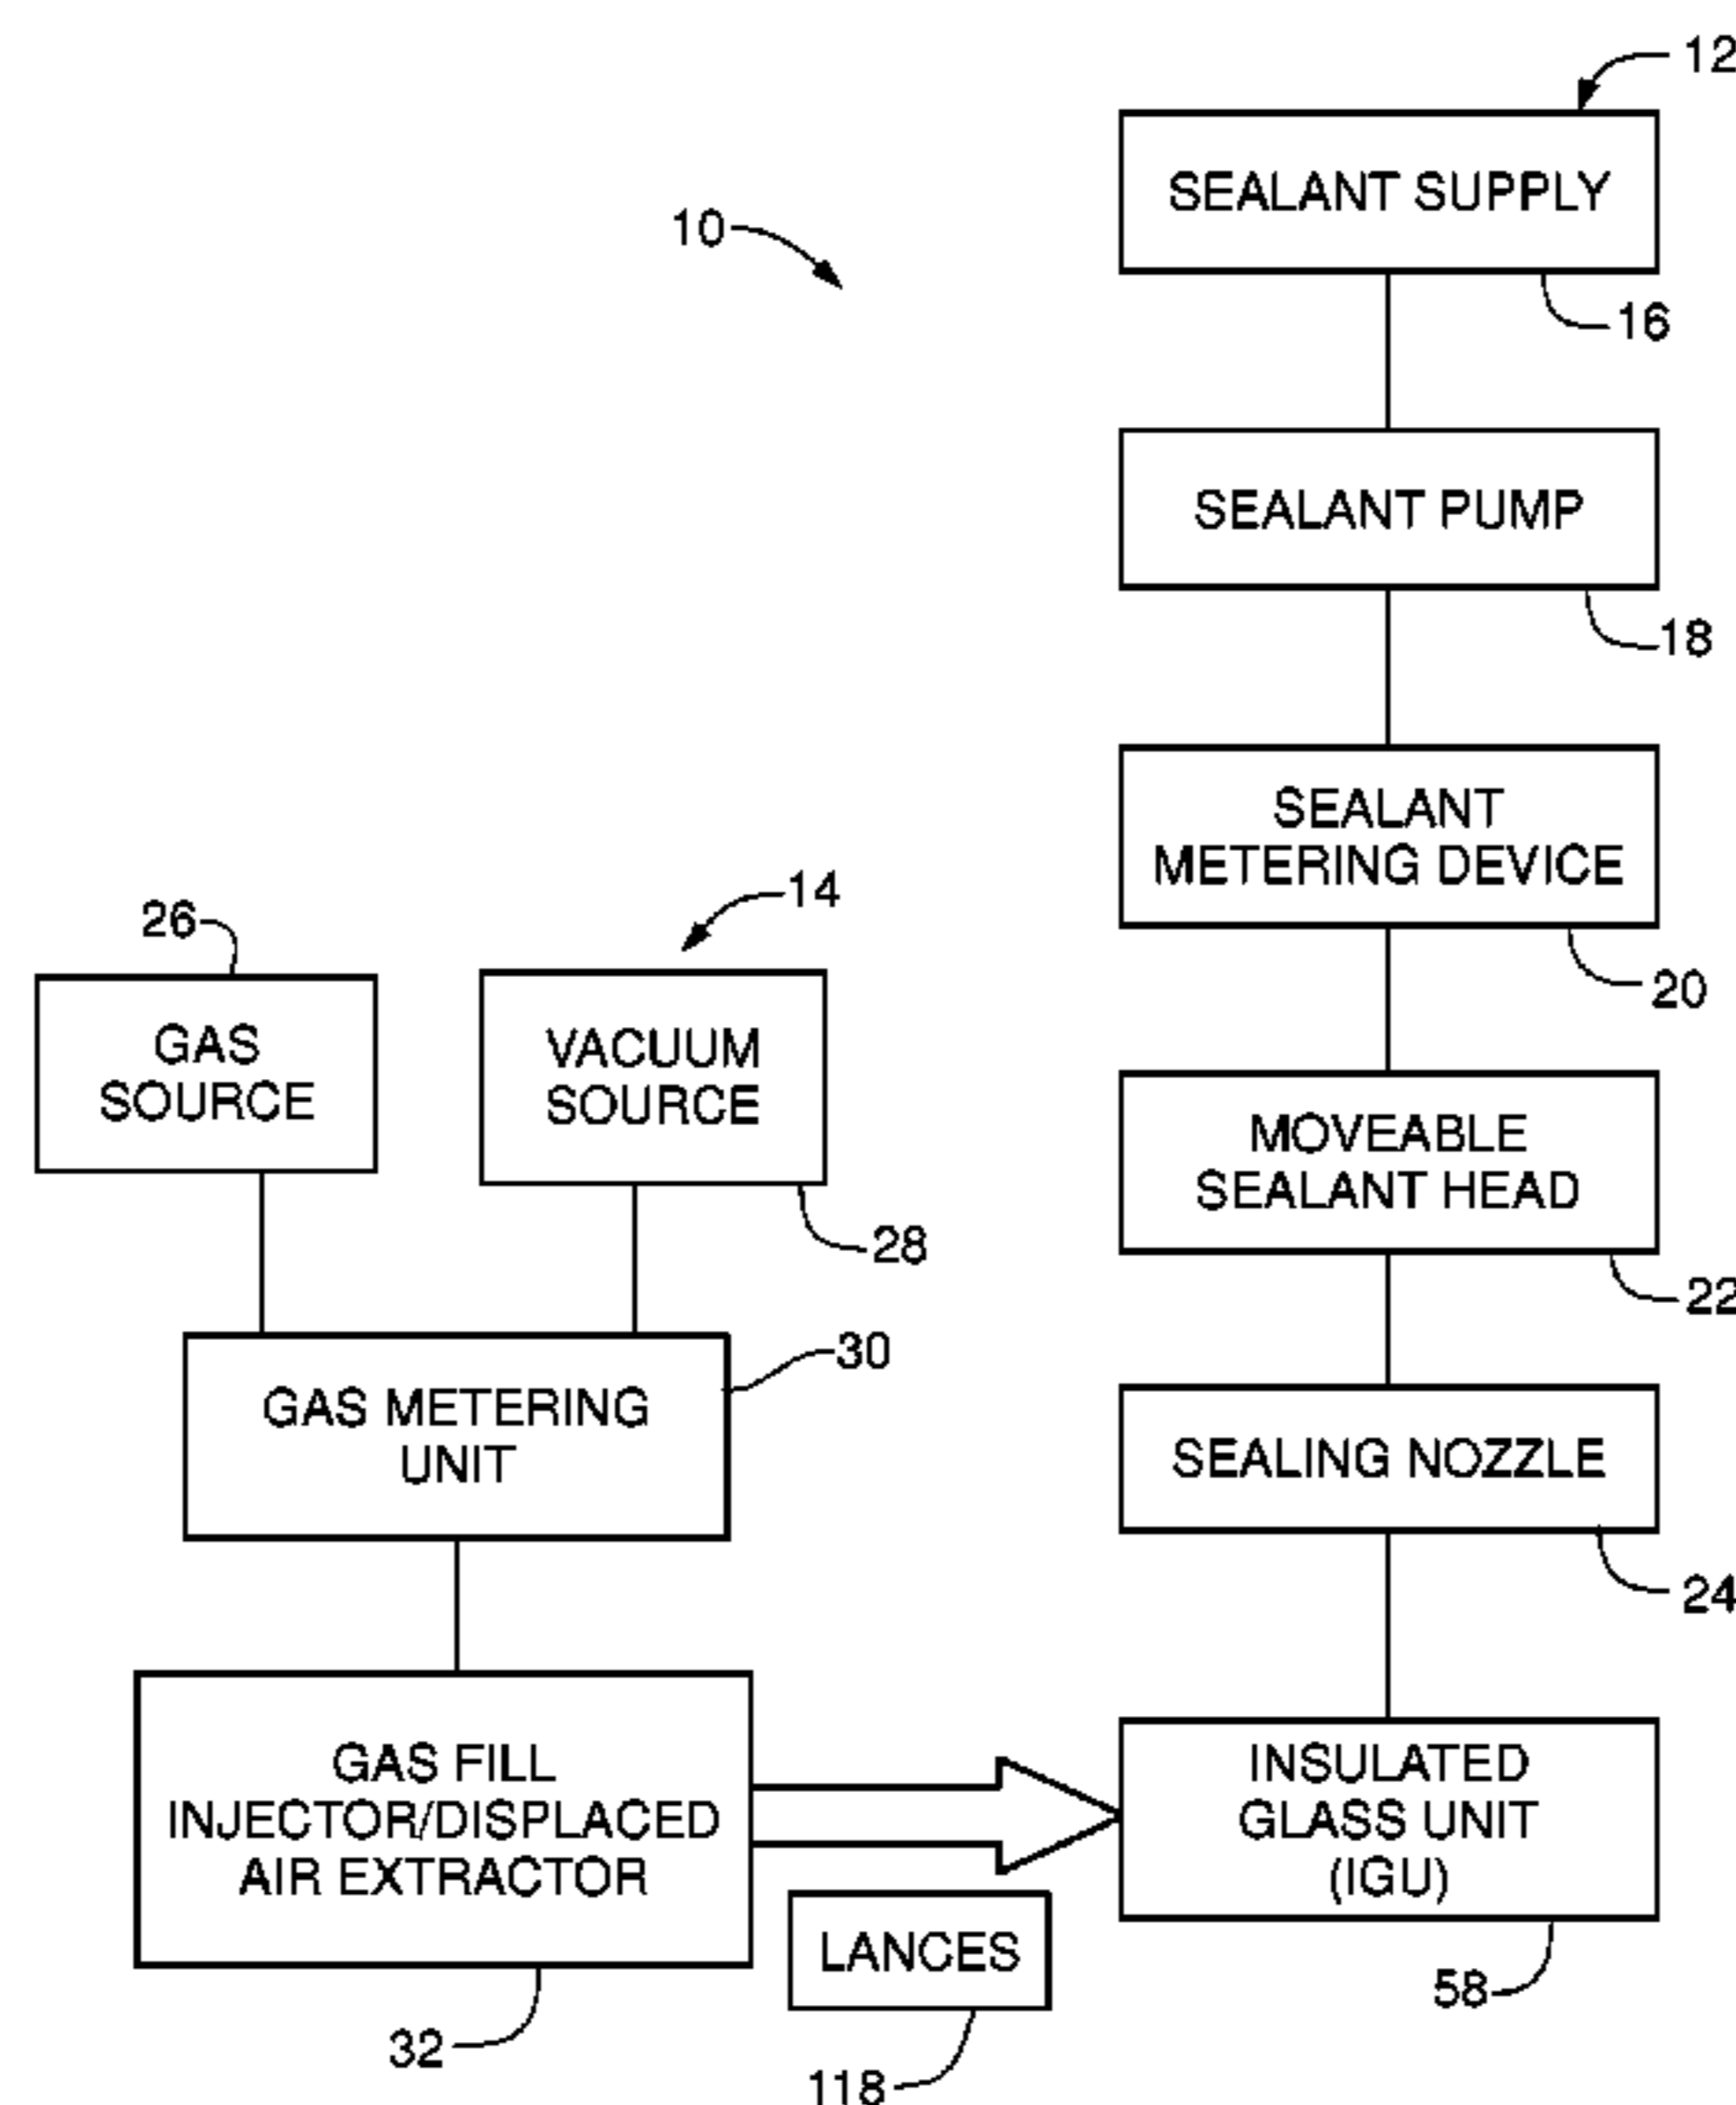 12
SEALANT SUPPLY
10
16
SEALANT PUMP
18
SEALANT
METERING DEVICE
20
14
26
GAS
SOURCE
VACUUM
SOURCE
28
MOVEABLE
SEALANT HEAD
22
30
GAS METERING
UNIT
SEALING NOZZLE
24
GAS FILL
INJECTOR/DISPLACED
AIR EXTRACTOR
32
LANCES
118
INSULATED
GLASS UNIT
(IGU)
58